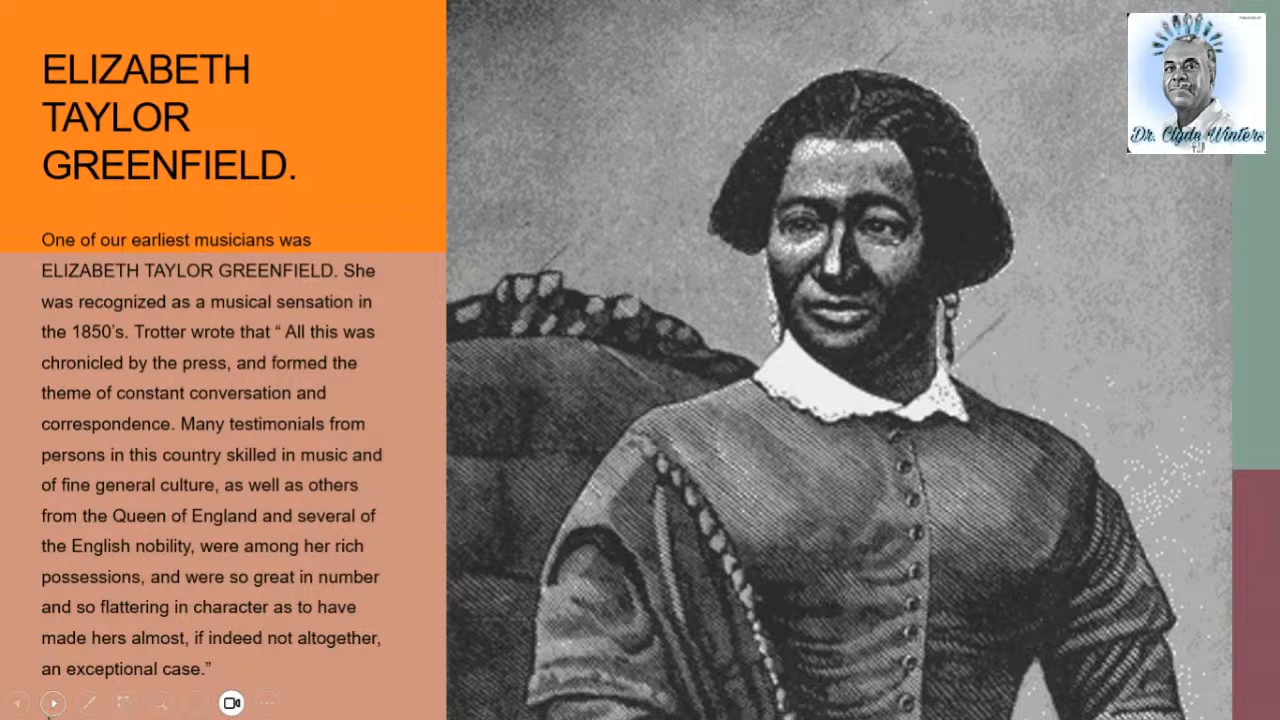 ELIZABETH
TAYLOR
GREENFIELD.
One of our earliest musicians was
ELIZABETH TAYLOR GREENFIELD. She
was recognized as a musical sensation in
the 1850’s. Trotter wrote that “ All this was
chronicled by the press, and formed the
theme of constant conversation and
correspondence. Many testimonials from
persons in this country skilled in music and
of fine general culture, as well as others
from the Queen of England and several of
the English nobility, were among her rich
possessions, and were so great in number
and so flattering in character as to have
made hers almost, if indeed not altogether,
an exceptional case.”
Dr. Clyde Winters